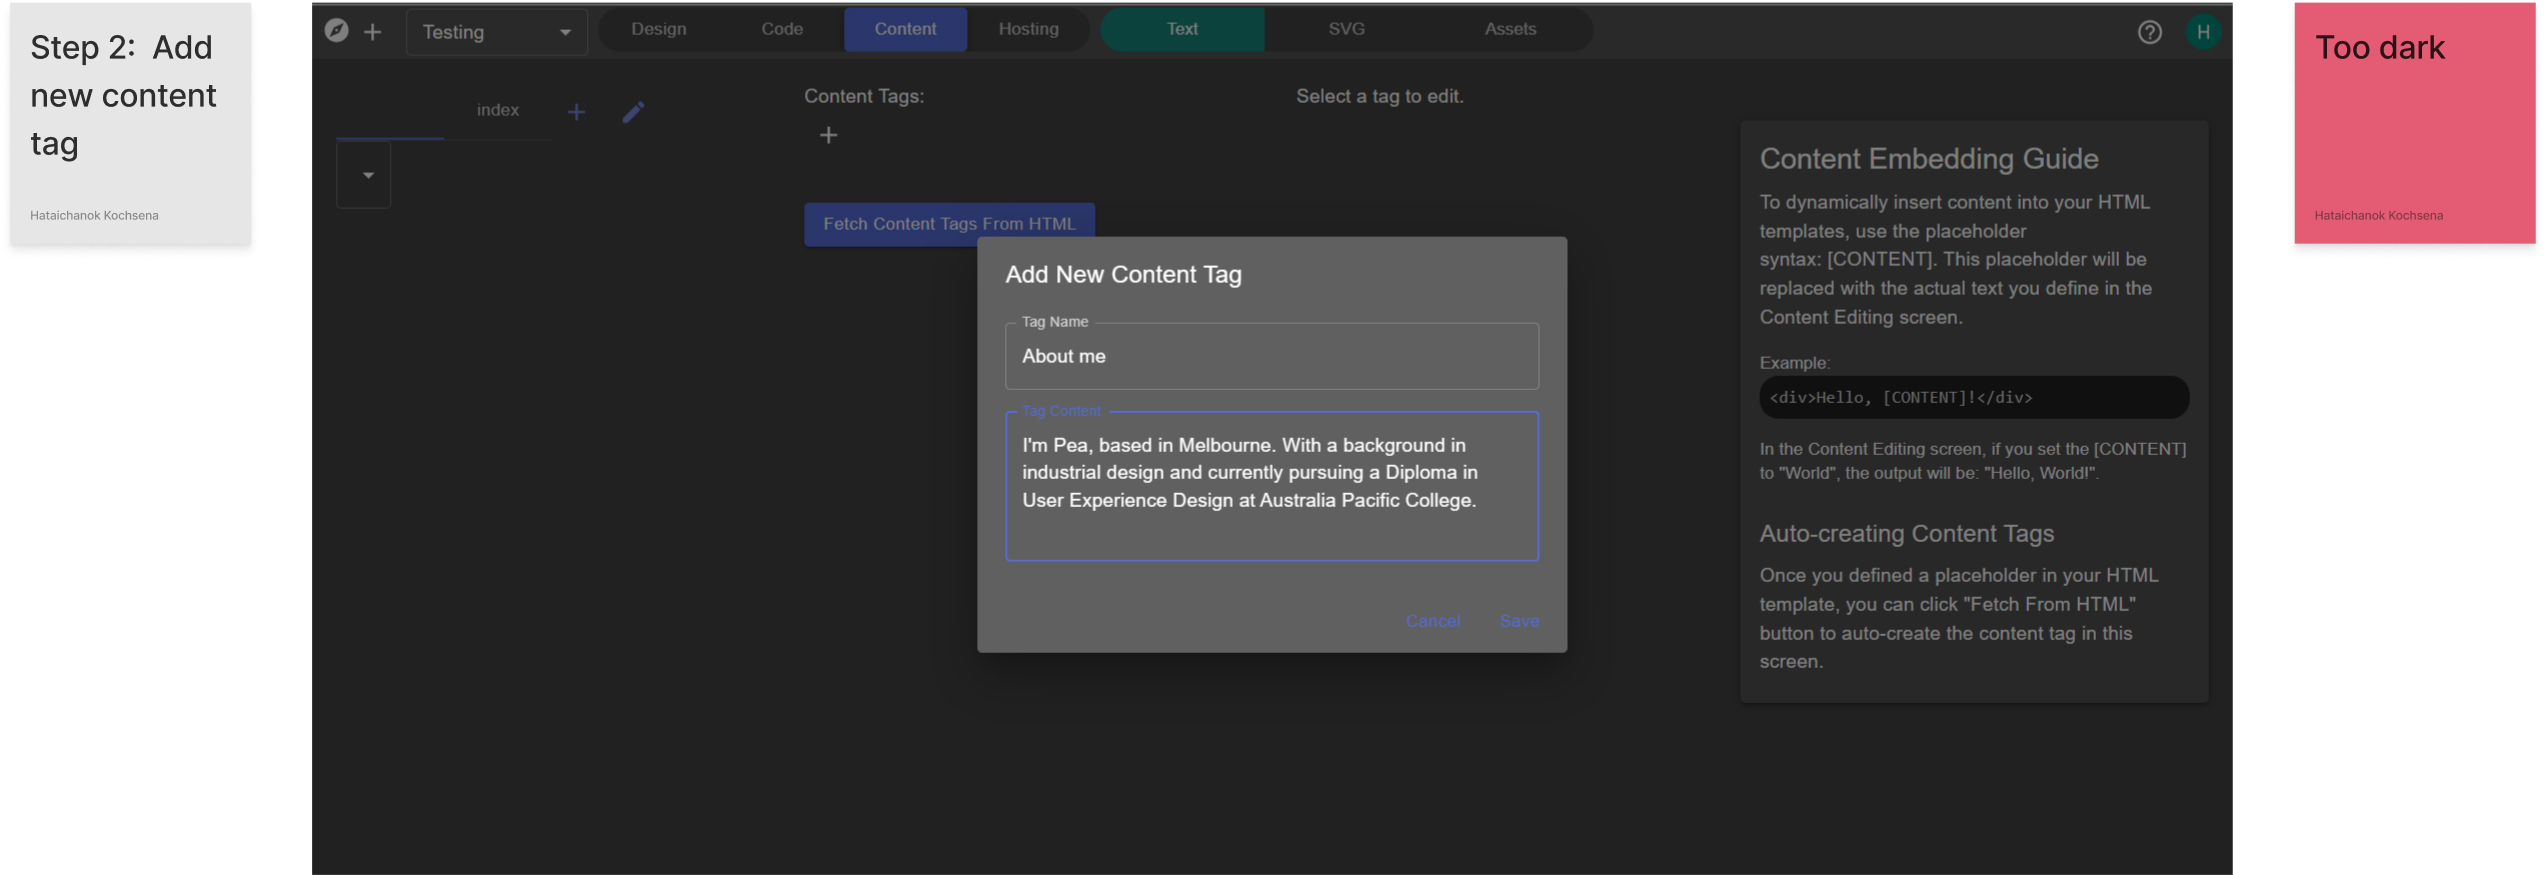 Step 2:  Add
new content
tag
Hataichanok Kochsena
Testing
Design
Code
Content
Hosting
Text
SVG
Assets
H
index
Content Tags:
Select a tag to edit.
Fetch Content Tags From HTML
Add New Content Tag
Tag Name
About me
Tag Content
I'm Pea, based in Melbourne. With a background in
industrial design and currently pursuing a Diploma in
User Experience Design at Australia Pacific College.
Cancel
Save
Content Embedding Guide
To dynamically insert content into your HTML
templates, use the placeholder
syntax: [CONTENT]. This placeholder will be
replaced with the actual text you define in the
Content Editing screen.
Example:
<div>Hello, [CONTENT]!</div>
In the Content Editing screen, if you set the [CONTENT]
to "World", the output will be: "Hello, World!".
Auto-creating Content Tags
Once you defined a placeholder in your HTML
template, you can click "Fetch From HTML"
button to auto-create the content tag in this
screen.
Too dark
Hataichanok Kochsena